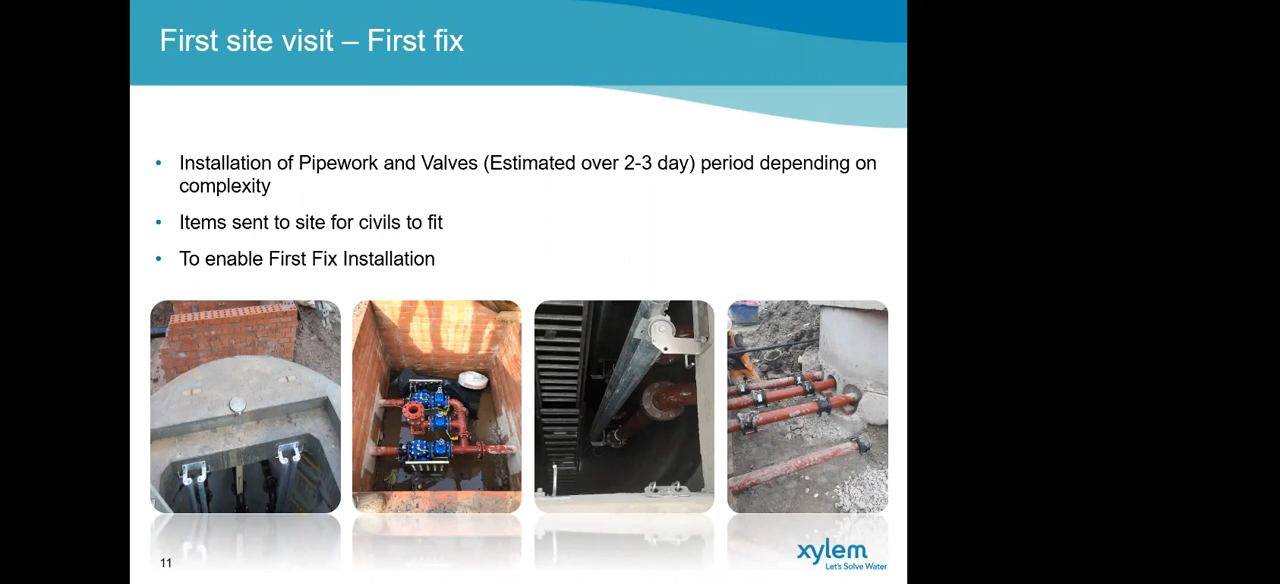 First site visit – First fix
• Installation of Pipework and Valves (Estimated over 2-3 day) period depending on
complexity
• Items sent to site for civils to fit
• To enable First Fix Installation
11
xylem
Let's Solve Water